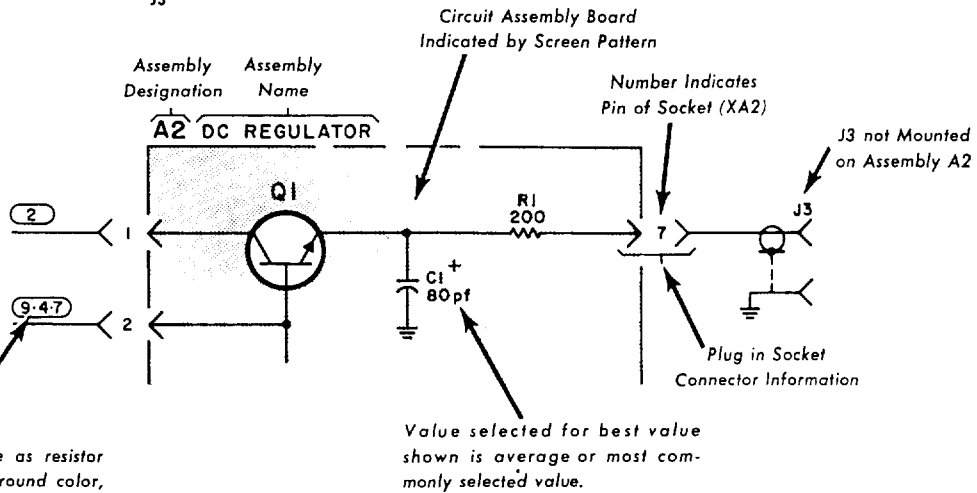 J3
Circuit Assembly Board
Indicated by Screen Pattern
Assembly
Designation
Assembly
Name
Number Indicates
Pin of Socket (XA2)
J3 not Mounted
on Assembly A2
A2 DC REGULATOR
Q1
R1
200
J3
2
1
7
C1 +
80pf
9·4·7
2
Plug in Socket
Connector Information
Value selected for best value
shown is average or most com-
monly selected value.
e as resistor
round color,